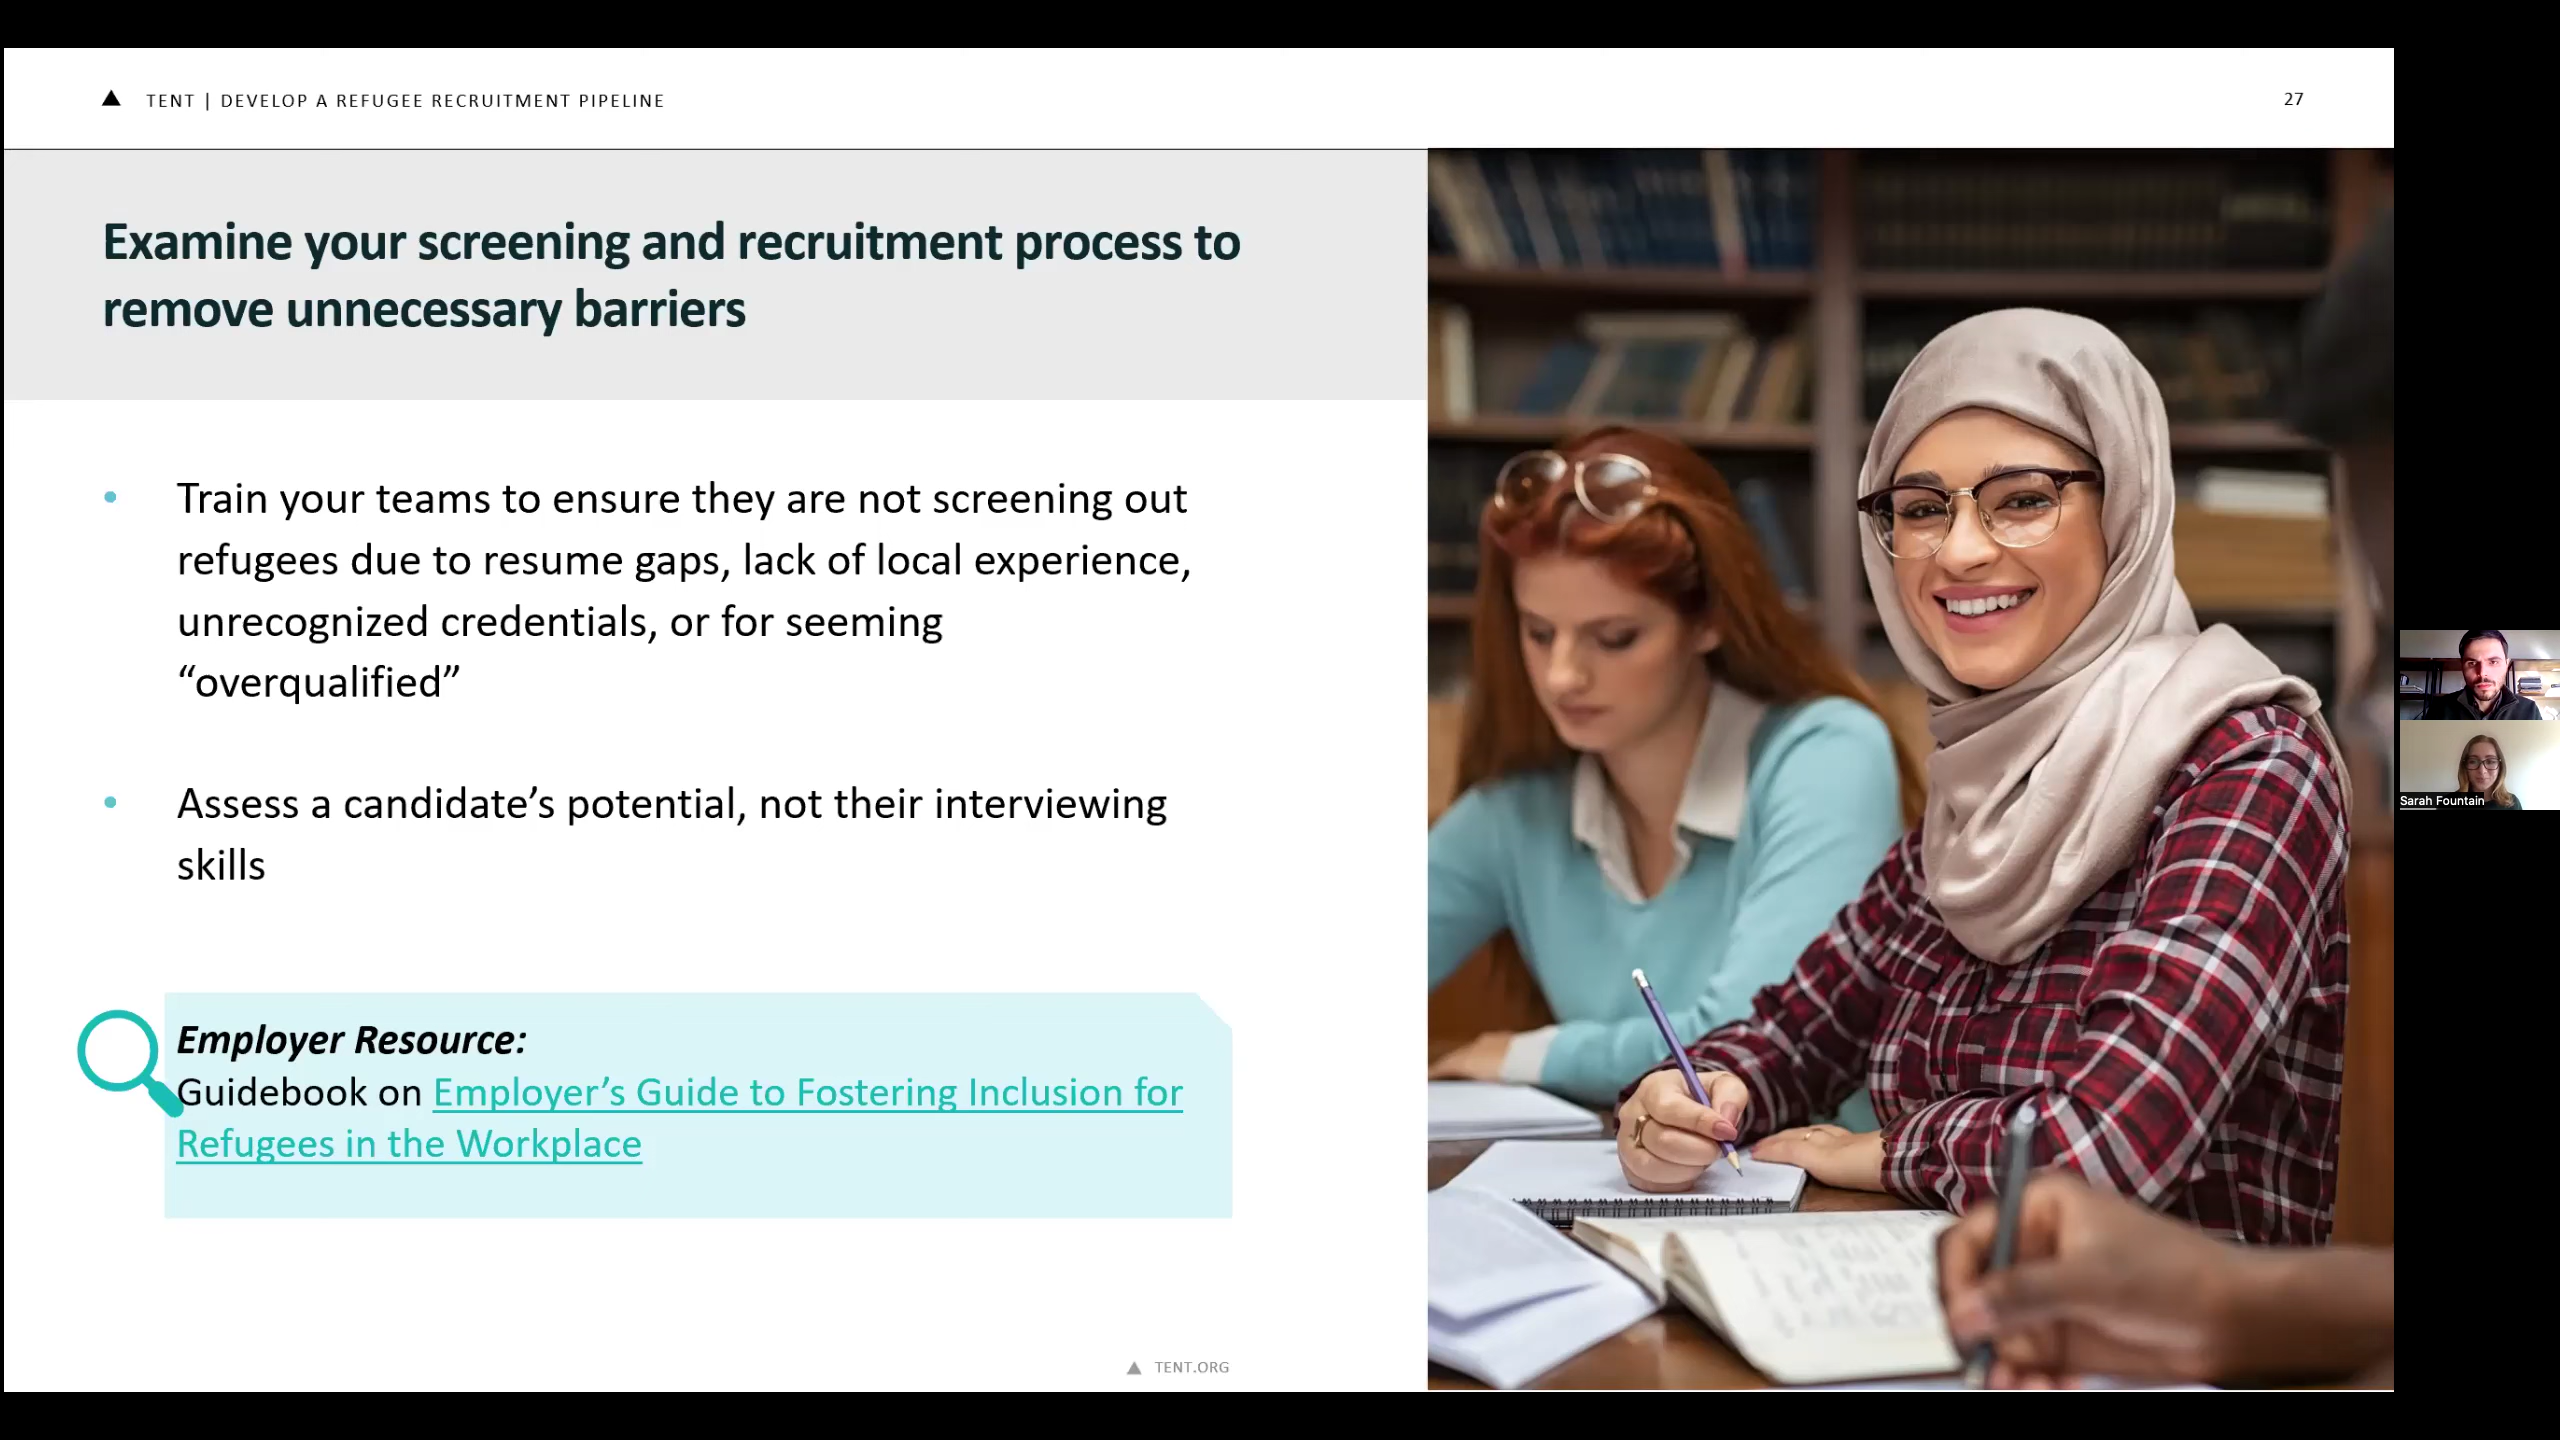 TENT | DEVELOP A REFUGEE RECRUITMENT PIPELINE
27
Examine your screening and recruitment process to
remove unnecessary barriers
• Train your teams to ensure they are not screening out
refugees due to resume gaps, lack of local experience,
unrecognized credentials, or for seeming
“overqualified”
• Assess a candidate’s potential, not their interviewing
skills
Employer Resource:
Guidebook on Employer’s Guide to Fostering Inclusion for
Refugees in the Workplace
TENT.ORG
Sarah Fountain